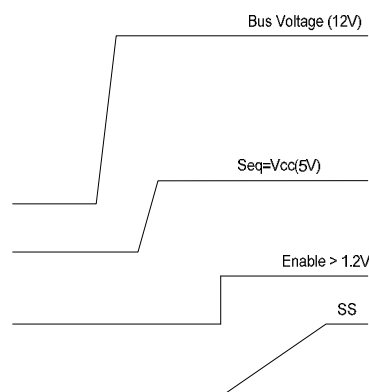 Bus Voltage (12V)
Seq=Vcc(5V)
Enable > 1.2V
SS